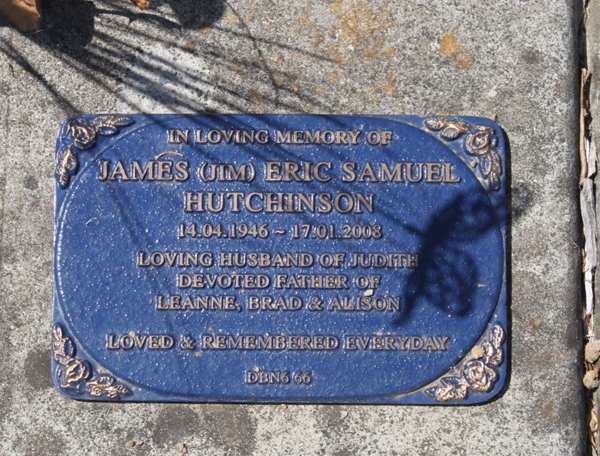 IN LOVING MEMORY OF
JAMES (JIM) ERIC SAMUEL
HUTCHINSON
14.04.1946 ~ 17.01.2008
LOVING HUSBAND OF JUDITH
DEVOTED FATHER OF
LEANNE, BRAD & ALISON
LOVED & REMEMBERED EVERYDAY
DBN6'66